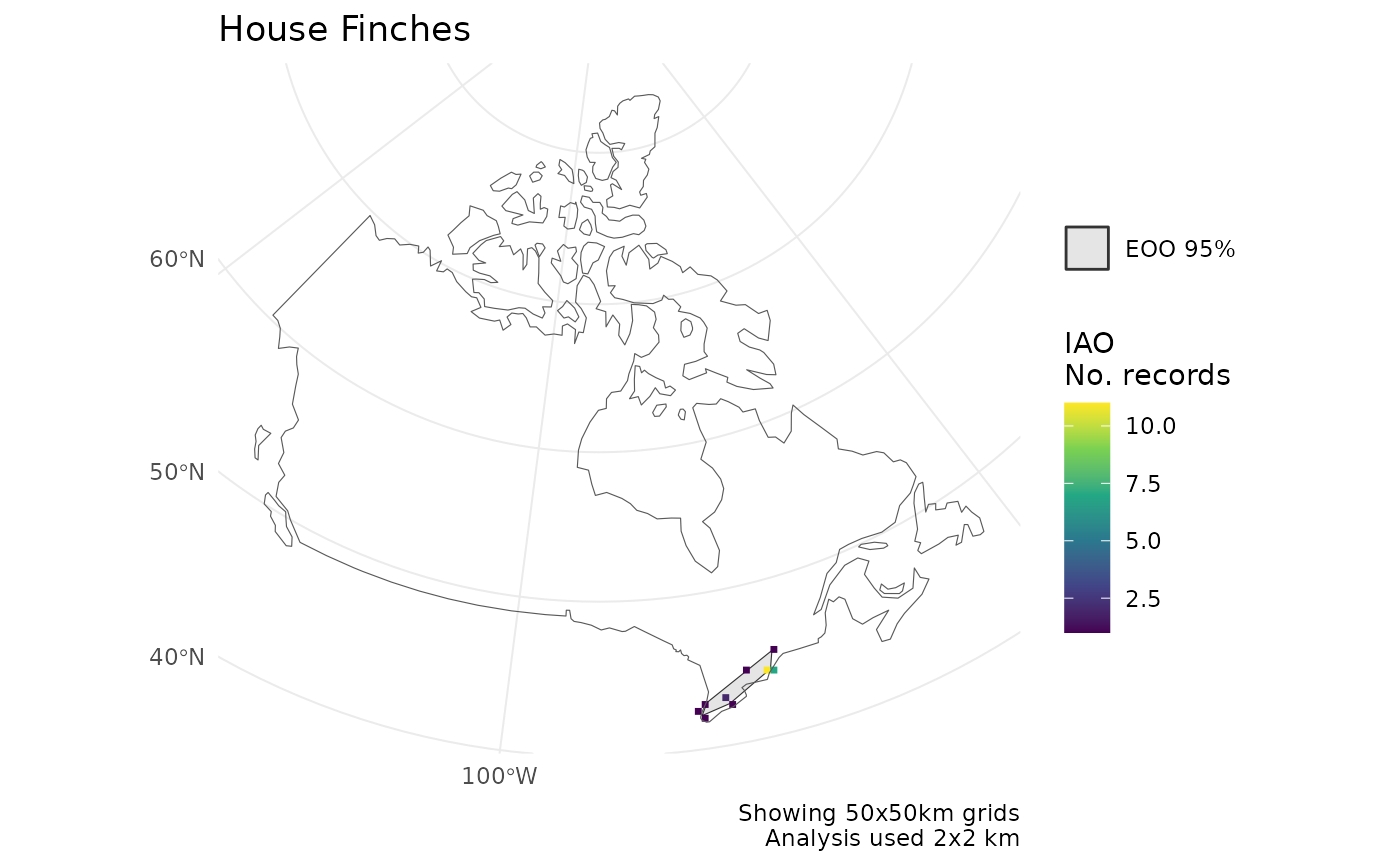 House Finches
60°N
50°N
40°N
100°W
EOO 95%
IAO
No. records
10.0
7.5
5.0
2.5
Showing 50x50km grids
Analysis used 2x2 km